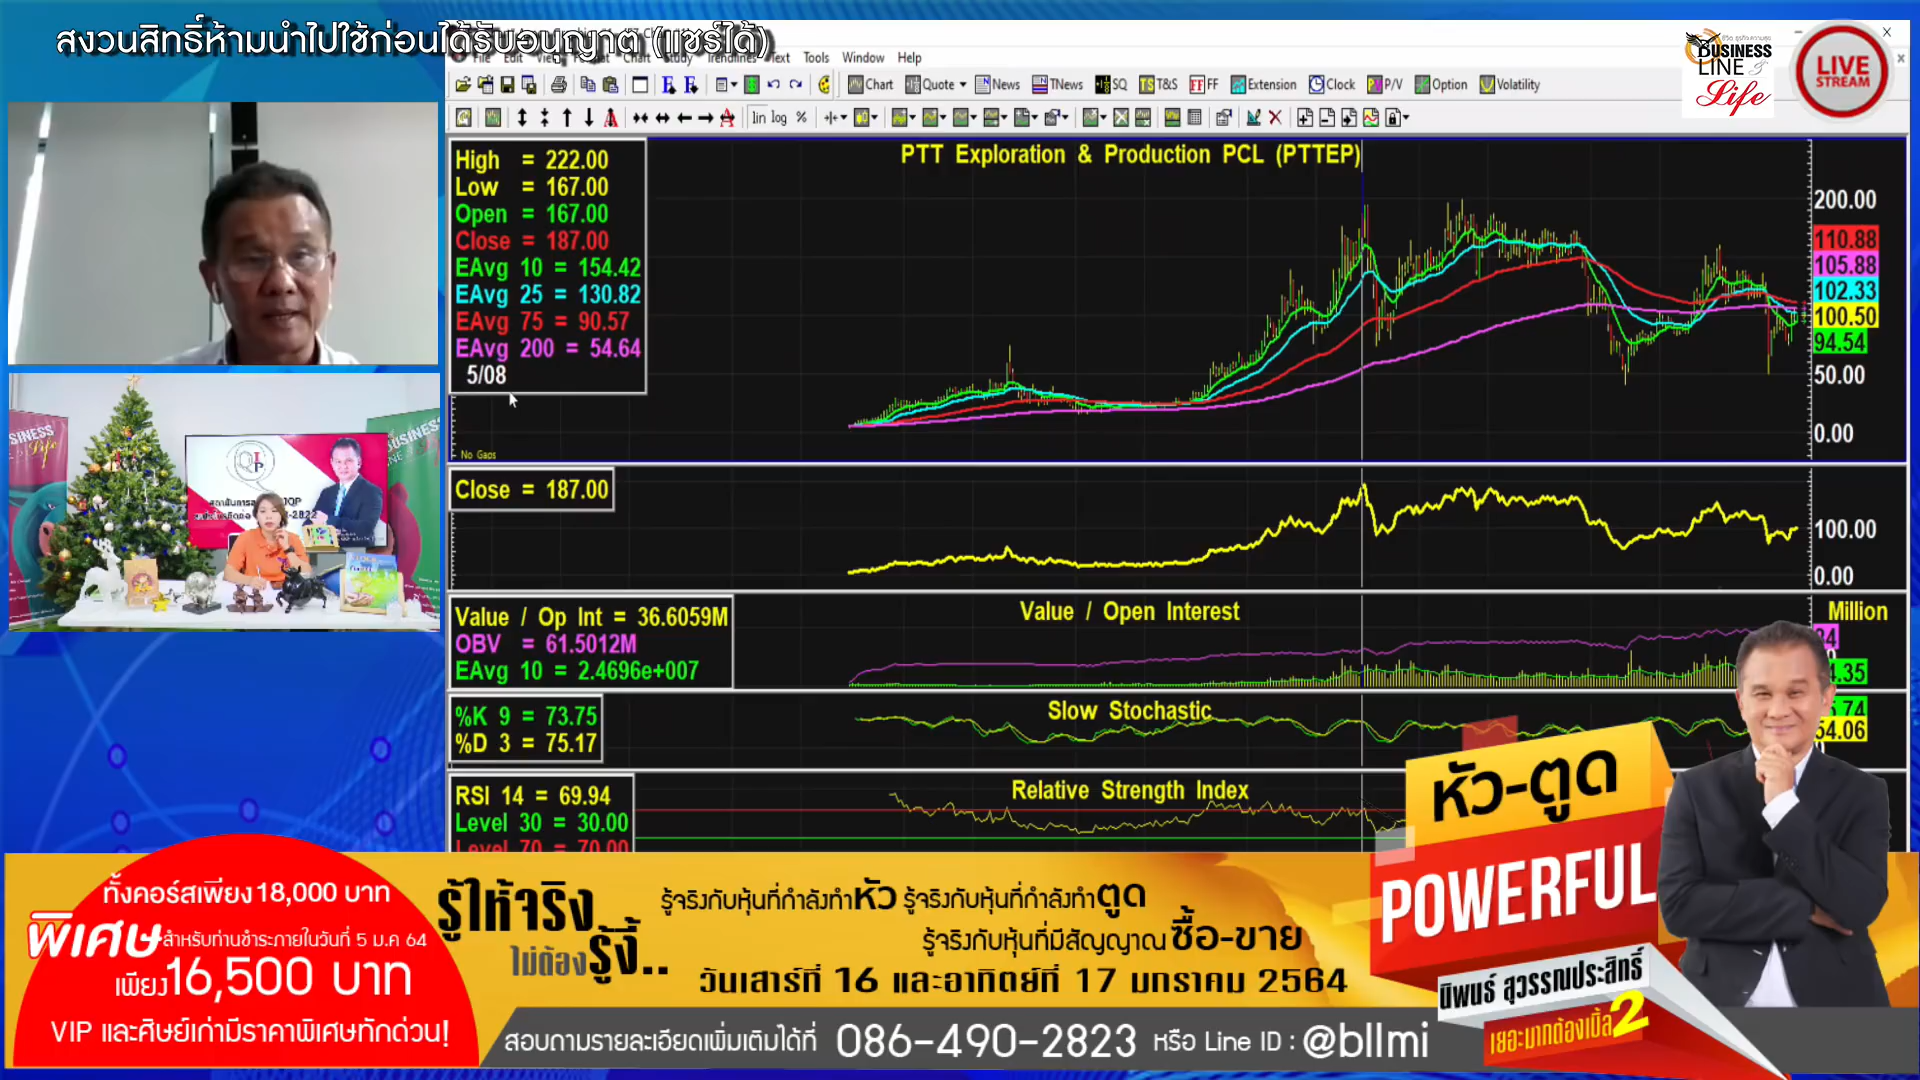 สงวนสิทธิ์ห้ามนำไปใช้ก่อนได้รับอนุญาต (แชร์ได้)
Tools Window Help
Chart Quote News TNews SQ T&S FF Extension Clock P/V Option Volatility
lin log %
BUSINESS
LINE &
Life
LIVE
STREAM
PTT Exploration & Production PCL (PTTEP)
High = 222.00
Low = 167.00
Open = 167.00
Close = 187.00
EAvg 10 = 154.42
EAvg 25 = 130.82
EAvg 75 = 90.57
EAvg 200 = 54.64
5/08
No Gaps
200.00
110.88
105.88
102.33
100.50
94.54
50.00
0.00
Close = 187.00
100.00
0.00
Value / Op Int = 36.6059M
OBV = 61.5012M
EAvg 10 = 2.4696e+007
Value / Open Interest
Million
%K 9 = 73.75
%D 3 = 75.17
Slow Stochastic
54.06
RSI 14 = 69.94
Level 30 = 30.00
Level 70 = 70.00
Relative Strength Index
หัว-ตูด
POWERFUL
นิพนธ์ สุวรรณประสิทธิ์
เยอะมากต้องเบิ้ล2
ทั้งคอร์สเพียง 18,000 บาท
พิเศษ สำหรับท่านชำระภายในวันที่ 5 ม.ค 64
เพียง 16,500 บาท
VIP และศิษย์เก่ามีราคาพิเศษทักด่วน!
รู้ให้จริง
ไม่ต้องรู้งี้..
รู้จริงกับหุ้นที่กำลังทำหัว รู้จริงกับหุ้นที่กำลังทำตูด
รู้จริงกับหุ้นที่มีสัญญาณ ซื้อ-ขาย
วันเสาร์ที่ 16 และอาทิตย์ที่ 17 มกราคม 2564
สอบถามรายละเอียดเพิ่มเติมได้ที่ 086-490-2823 หรือ Line ID : @bllmi